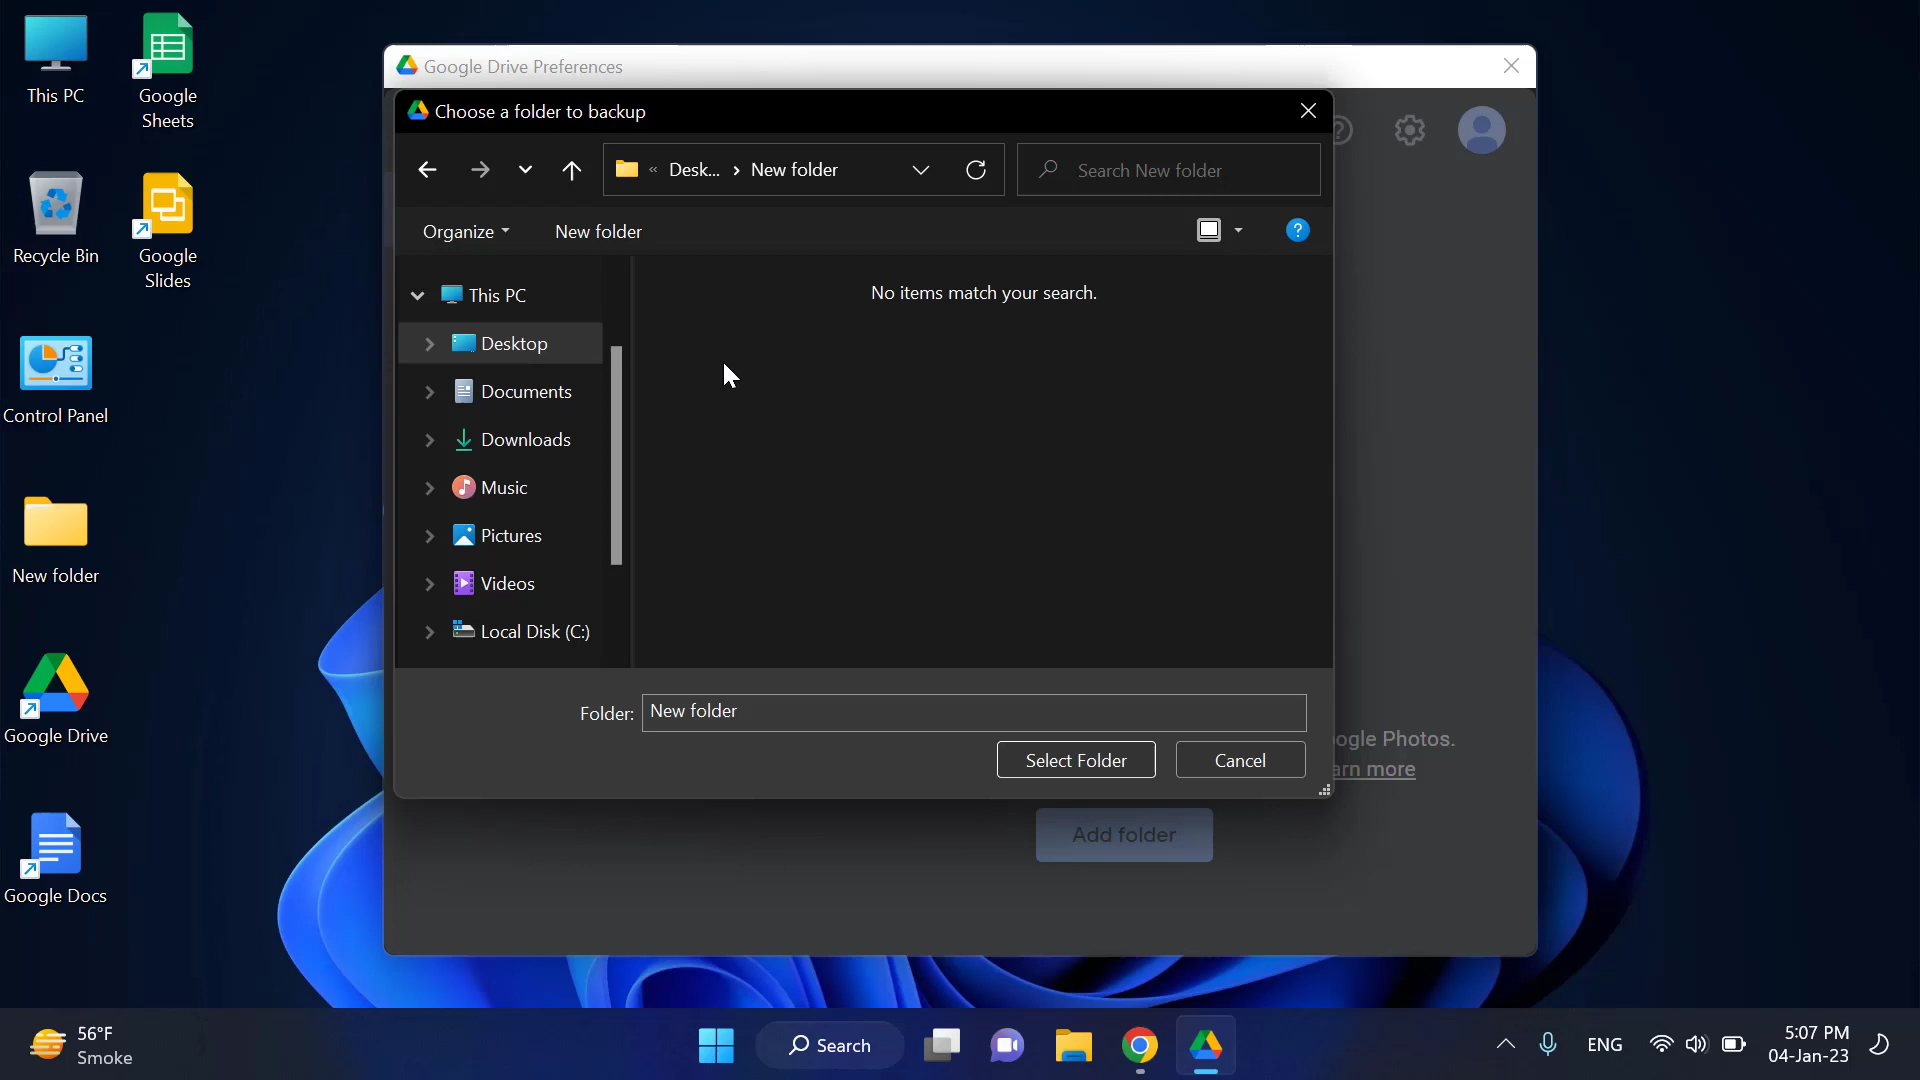 This PC
Google
Sheets
Recycle Bin
Google
Slides
Control Panel
New folder
Google Drive
Google Docs
Google Drive Preferences
Choose a folder to backup
« Desk... > New folder
Search New folder
Organize
New folder
?
?
This PC
Desktop
Documents
Downloads
Music
Pictures
Videos
Local Disk (C:)
No items match your search.
Folder:
New folder
Select Folder
Cancel
ogle Photos.
arn more
Add folder
56°F
Smoke
Search
ENG
5:07 PM
04-Jan-23